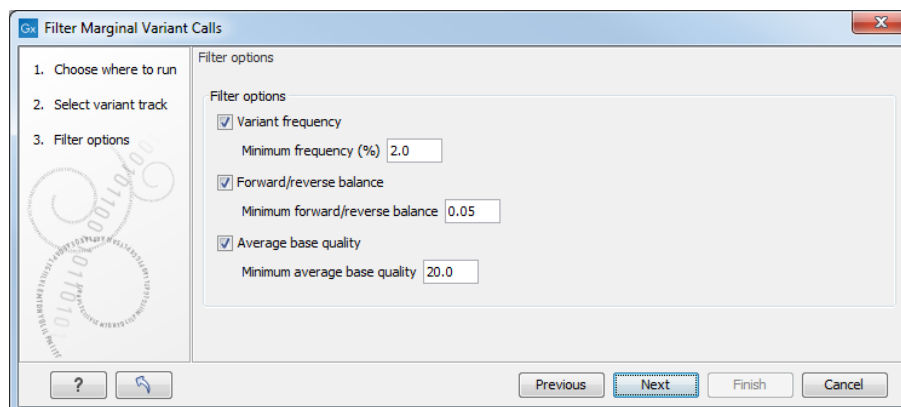 Gx Filter Marginal Variant Calls
X
1. Choose where to run
2. Select variant track
3. Filter options
Filter options
Filter options
Variant frequency
Minimum frequency (%) 2.0
Forward/reverse balance
Minimum forward/reverse balance 0.05
Average base quality
Minimum average base quality 20.0
? Previous Next Finish Cancel